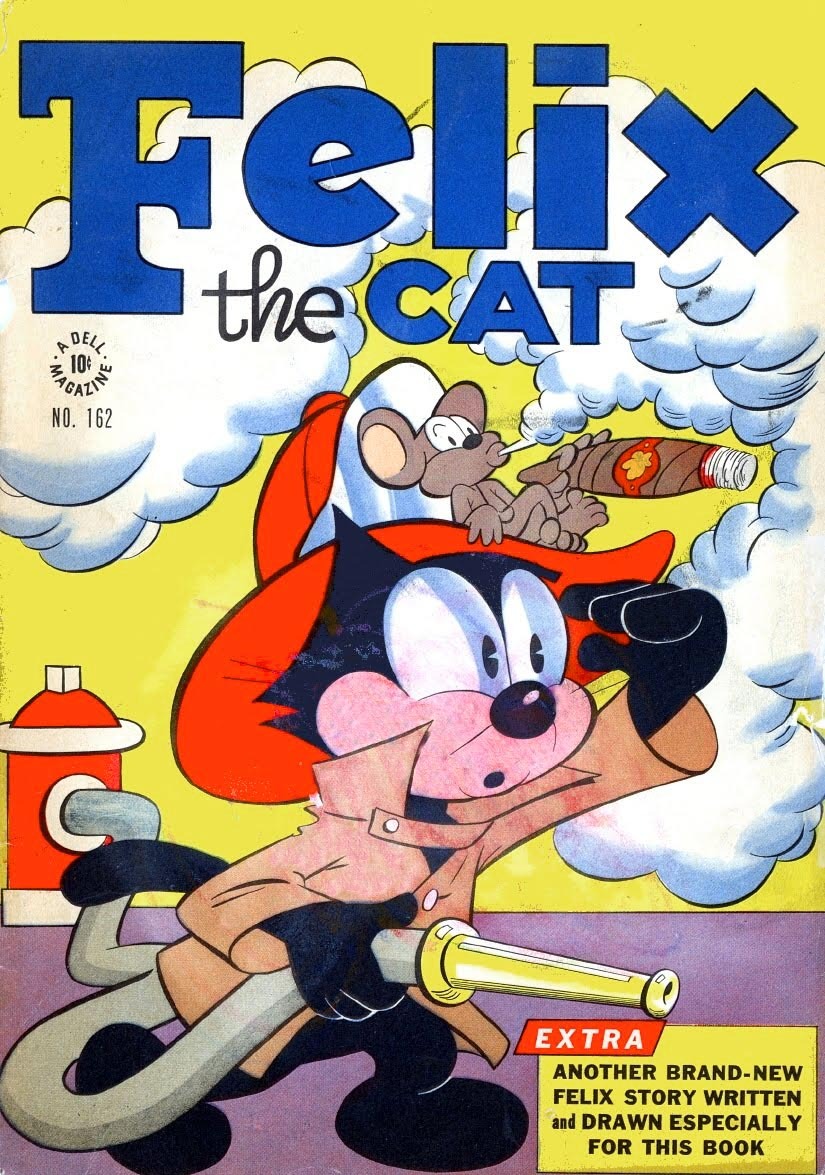 Felix
the CAT
A DELL
10¢
MAGAZINE
NO. 162
EXTRA
ANOTHER BRAND-NEW
FELIX STORY WRITTEN
and DRAWN ESPECIALLY
FOR THIS BOOK